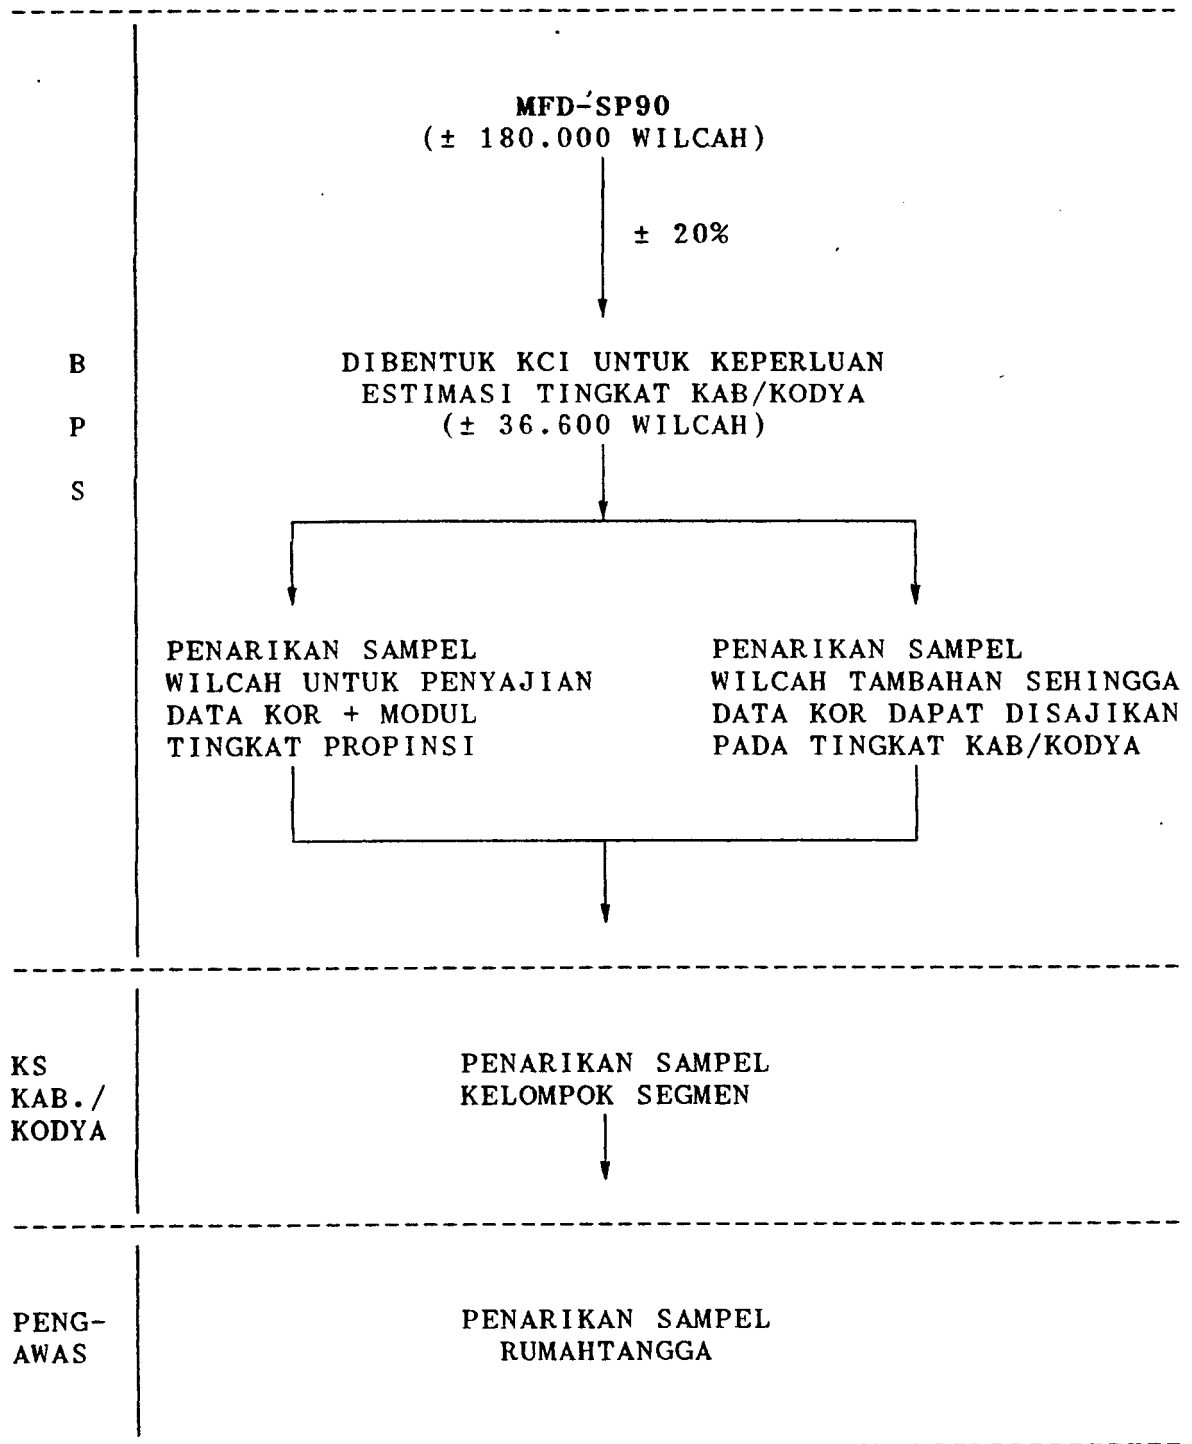 MFD-SP90
(± 180.000 WILCAH)
± 20%
B
P
S
DIBENTUK KCI UNTUK KEPERLUAN
ESTIMASI TINGKAT KAB/KODYA
(± 36.600 WILCAH)
PENARIKAN SAMPEL
WILCAH UNTUK PENYAJIAN
DATA KOR + MODUL
TINGKAT PROPINSI
PENARIKAN SAMPEL
WILCAH TAMBAHAN SEHINGGA
DATA KOR DAPAT DISAJIKAN
PADA TINGKAT KAB/KODYA
KS
KAB./
KODYA
PENARIKAN SAMPEL
KELOMPOK SEGMEN
PENG-
AWAS
PENARIKAN SAMPEL
RUMAHTANGGA